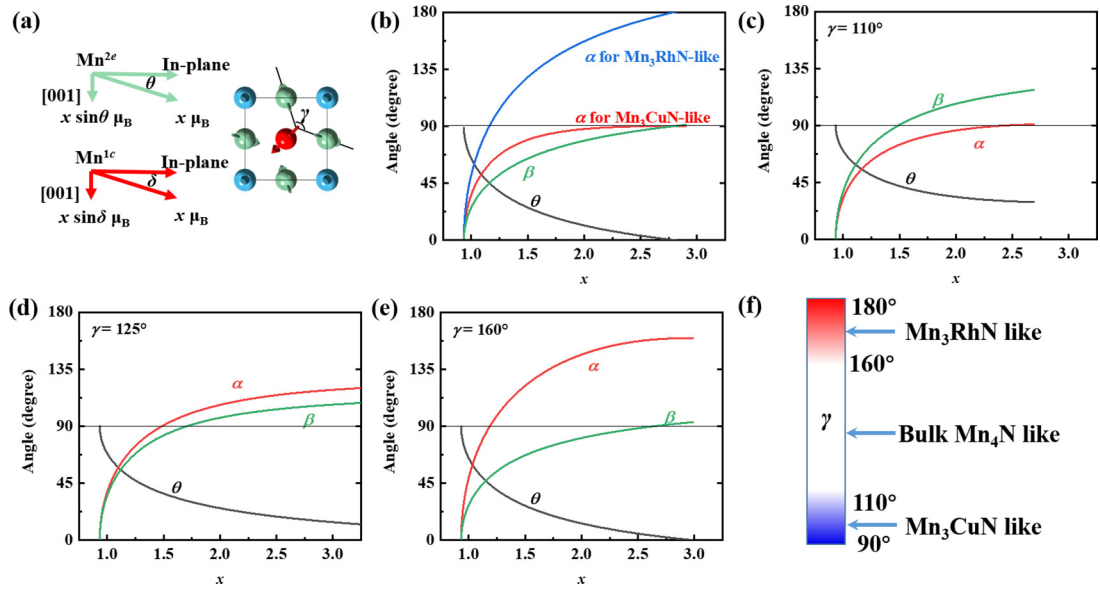 (a)
Mn2e
In-plane
θ
[001]
x sinθ μB
x μB
Mn1c
In-plane
δ
[001]
x sinδ μB
x μB
γ
(b)
180
135
90
45
0
Angle (degree)
α for Mn3RhN-like
α for Mn3CuN-like
β
θ
1.0 1.5 2.0 2.5 3.0
x
(c)
180
135
90
45
0
Angle (degree)
γ = 110°
β
α
θ
1.0 1.5 2.0 2.5 3.0
x
(d)
180
135
90
45
0
Angle (degree)
γ = 125°
α
β
θ
1.0 1.5 2.0 2.5 3.0
x
(e)
180
135
90
45
0
Angle (degree)
γ = 160°
α
β
θ
1.0 1.5 2.0 2.5 3.0
x
(f)
180°
Mn3RhN like
160°
γ
Bulk Mn4N like
110°
Mn3CuN like
90°